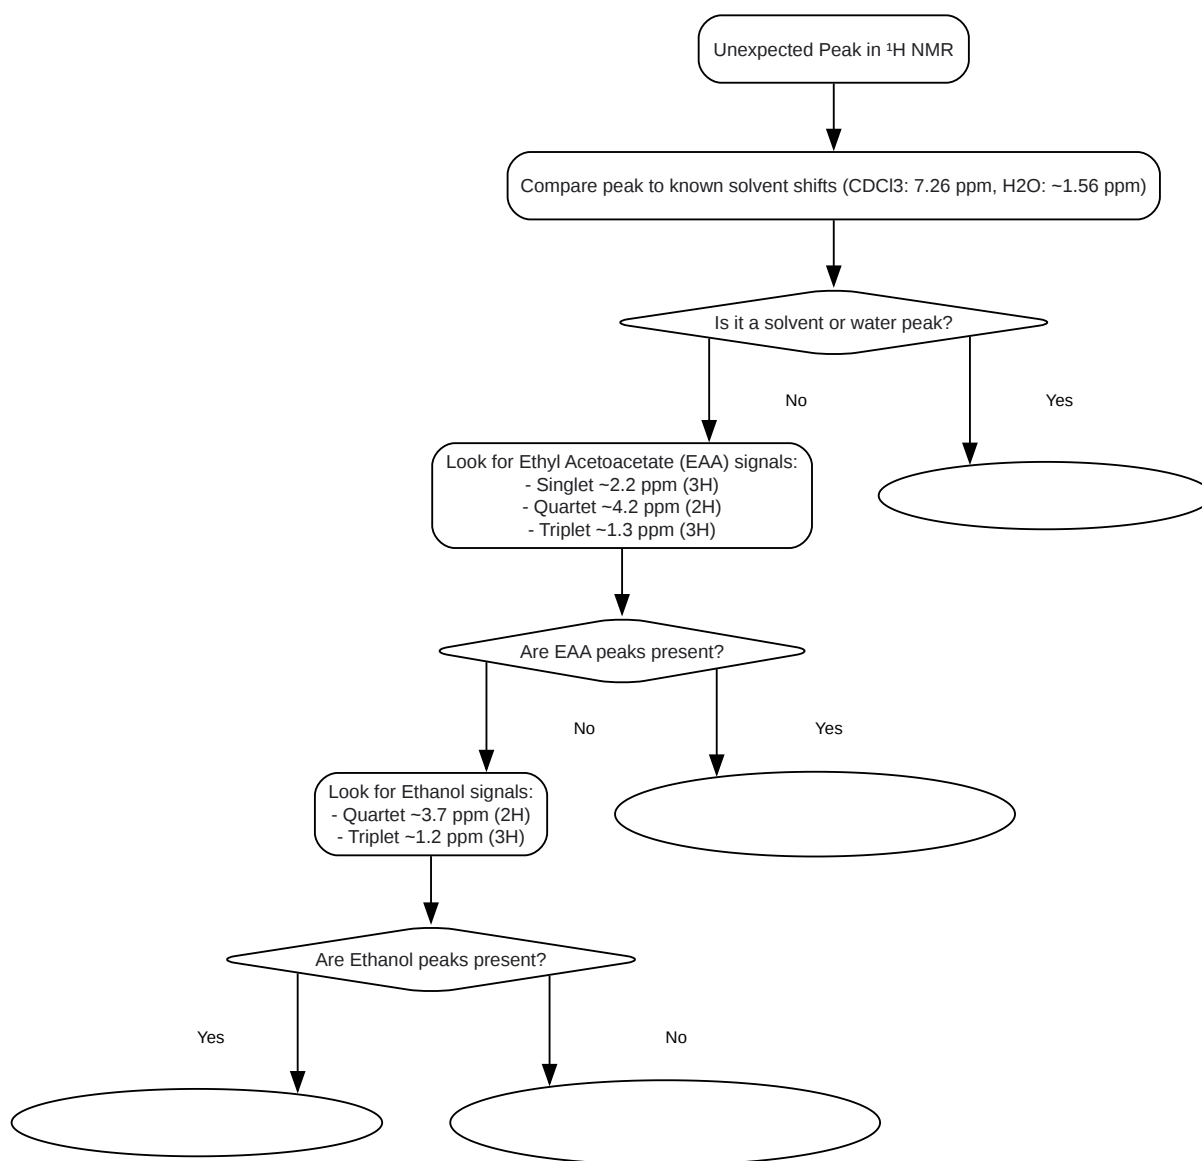 Unexpected Peak in ¹H NMR
Compare peak to known solvent shifts (CDCl3: 7.26 ppm, H2O: ~1.56 ppm)
Is it a solvent or water peak?
No
Yes
Look for Ethyl Acetoacetate (EAA) signals:
- Singlet ~2.2 ppm (3H)
- Quartet ~4.2 ppm (2H)
- Triplet ~1.3 ppm (3H)
Are EAA peaks present?
No
Yes
Look for Ethanol signals:
- Quartet ~3.7 ppm (2H)
- Triplet ~1.2 ppm (3H)
Are Ethanol peaks present?
Yes
No